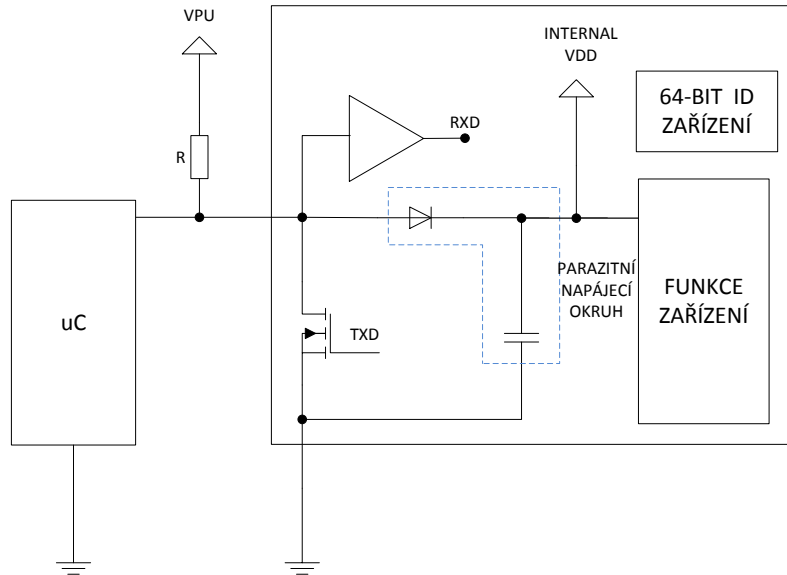 VPU
INTERNAL
VDD
64-BIT ID
ZAŘÍZENÍ
RXD
R
PARAZITNÍ
NAPÁJECÍ
OKRUH
FUNKCE
ZAŘÍZENÍ
uC
TXD